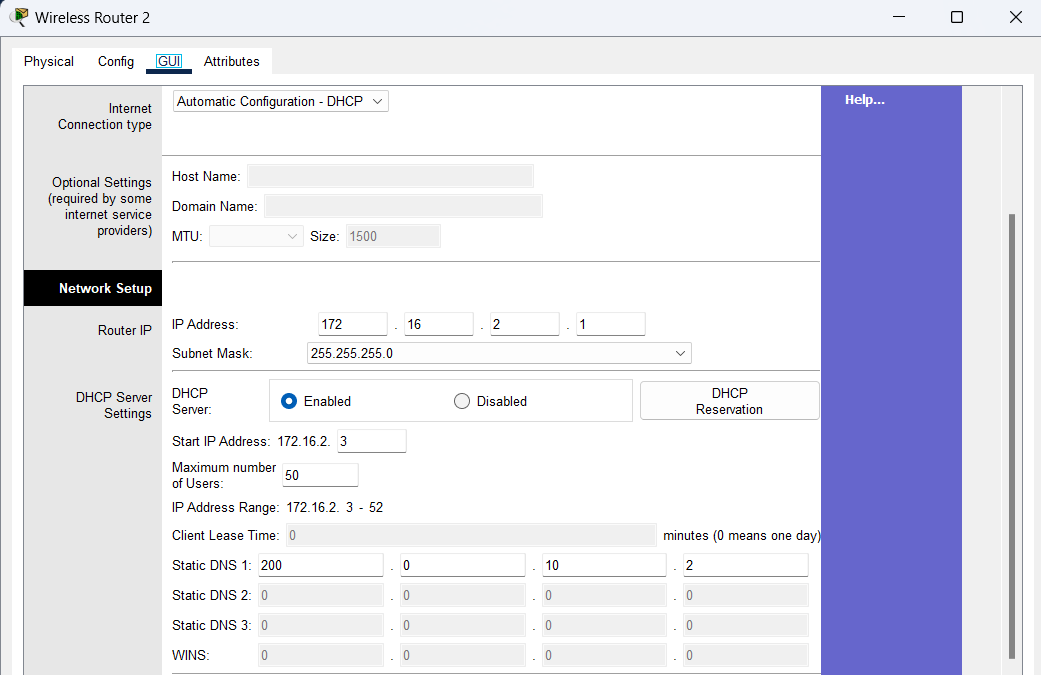 Wireless Router 2
Physical Config GUI Attributes
Internet
Connection type
Automatic Configuration - DHCP
Help...
Optional Settings
(required by some
internet service
providers)
Host Name:
Domain Name:
MTU: Size: 1500
Network Setup
Router IP
IP Address: 172 . 16 . 2 . 1
Subnet Mask: 255.255.255.0
DHCP Server
Settings
DHCP
Server:
Enabled Disabled
DHCP
Reservation
Start IP Address: 172.16.2. 3
Maximum number
of Users:
50
IP Address Range: 172.16.2. 3 - 52
Client Lease Time: 0 minutes (0 means one day)
Static DNS 1: 200 . 0 . 10 . 2
Static DNS 2: 0 . 0 . 0 . 0
Static DNS 3: 0 . 0 . 0 . 0
WINS: 0 . 0 . 0 . 0